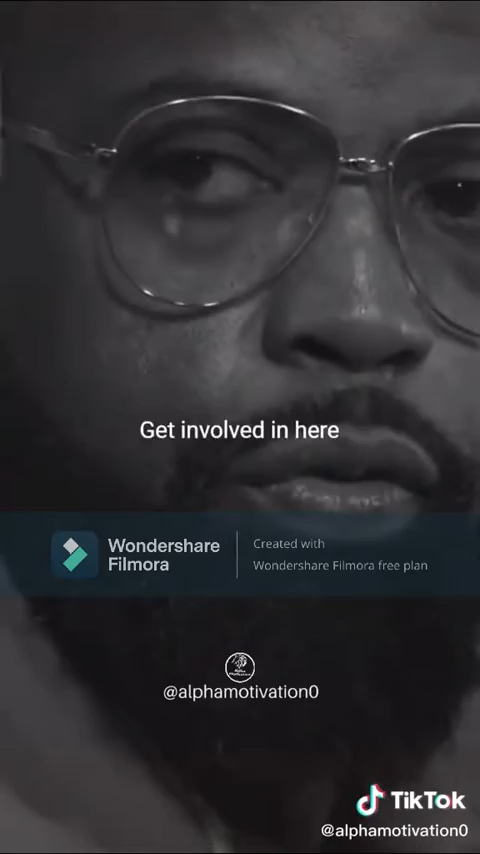 Get involved in here
Wondershare
Filmora
Created with
Wondershare Filmora free plan
@alphamotivation0
TikTok
@alphamotivation0